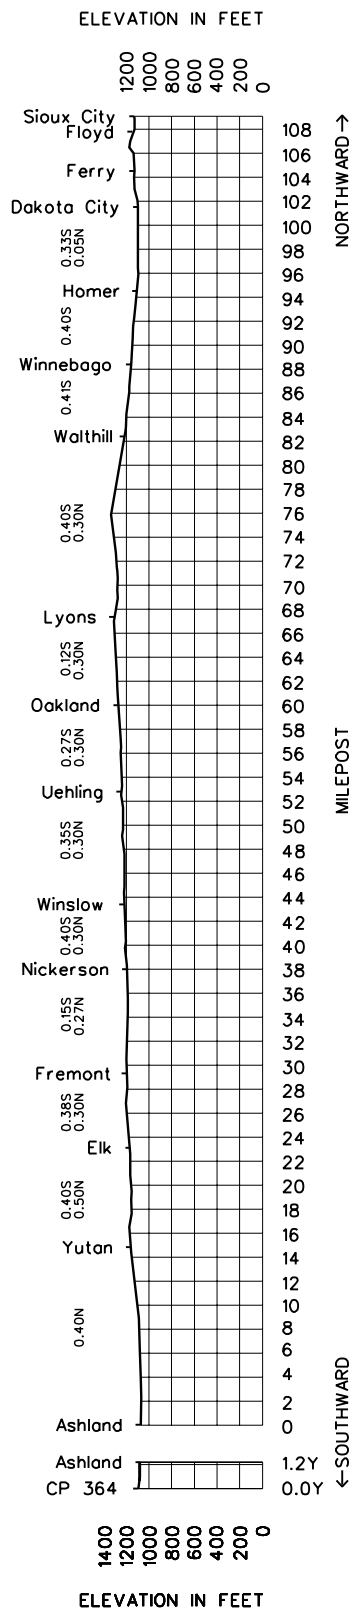 ELEVATION IN FEET
1200 1000 800 600 400 200 0
Sioux City
Floyd 108
106
Ferry 104
Dakota City 102
100
0.33S
0.05N
98
96
Homer 94
0.40S 92
90
Winnebago 88
0.41S 86
84
Walthill 82
80
78
0.40S
0.30N
76
74
72
70
Lyons 68
66
0.12S
0.30N
64
62
Oakland 60
58
0.27S
0.30N
56
54
Uehling 52
50
0.35S
0.30N
48
46
Winslow 44
0.40S
0.30N
42
40
Nickerson 38
36
0.15S
0.27N
34
32
30
Fremont
28
0.38S
0.30N
26
24
Elk
22
0.40S
0.50N
20
18
16
Yutan 14
12
10
0.40N 8
6
4
2
Ashland 0
Ashland 1.2Y
CP 364 0.0Y
NORTHWARD→
MILEPOST
←SOUTHWARD
1400 1200 1000 800 600 400 200 0
ELEVATION IN FEET